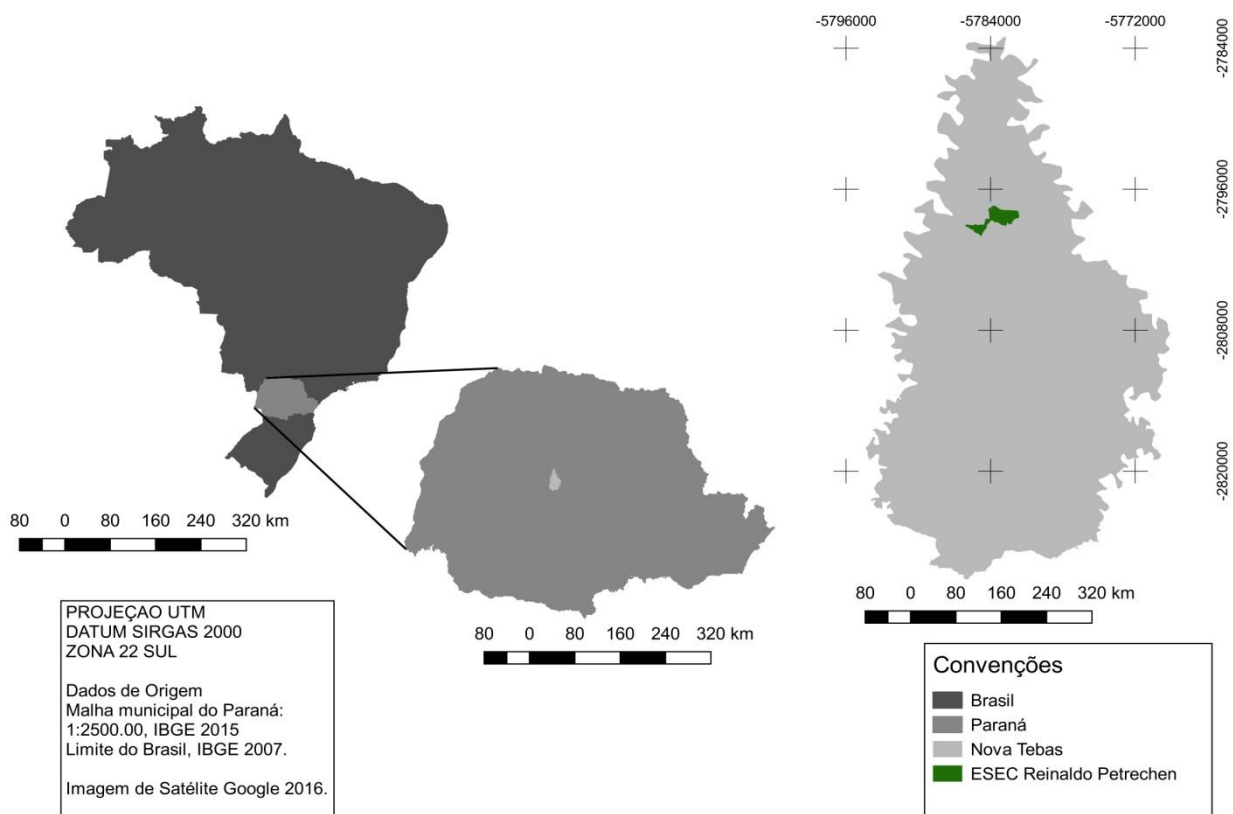 -5796000 -5784000 -5772000
-2784000
-2796000
-2808000
-2820000
80 0 80 160 240 320 km
80 0 80 160 240 320 km
80 0 80 160 240 320 km
PROJEÇAO UTM
DATUM SIRGAS 2000
ZONA 22 SUL
Dados de Origem
Malha municipal do Paraná:
1:2500.00, IBGE 2015
Limite do Brasil, IBGE 2007.
Imagem de Satélite Google 2016.
Convenções
Brasil
Paraná
Nova Tebas
ESEC Reinaldo Petrechen